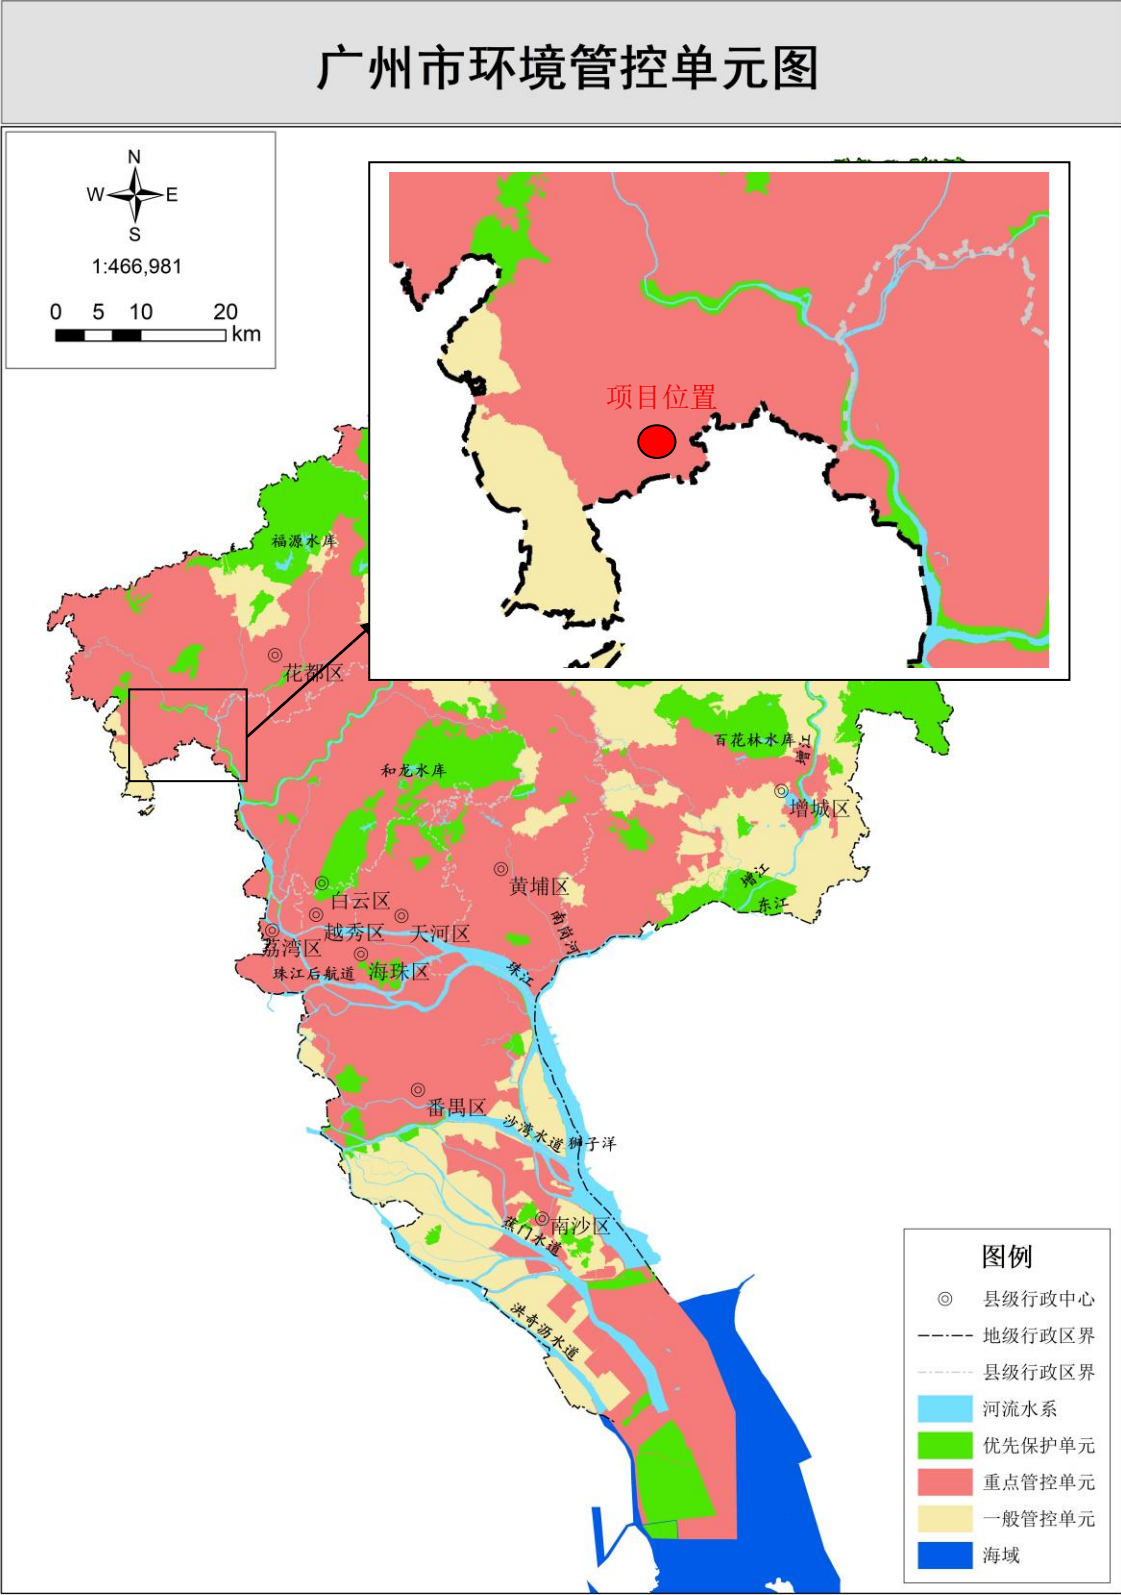 广州市环境管控单元图
N
W E
S
1:466,981
0 5 10 20
km
项目位置
福源水库
花都区
百花林水库
增江
和龙水库
增城区
白云区
黄埔区
增江
东江
越秀区
天河区
南岗河
荔湾区
海珠区
珠江后航道
珠江
番禺区
沙湾水道
狮子洋
南沙区
蕉门水道
洪奇沥水道
图例
县级行政中心
地级行政区界
县级行政区界
河流水系
优先保护单元
重点管控单元
一般管控单元
海域